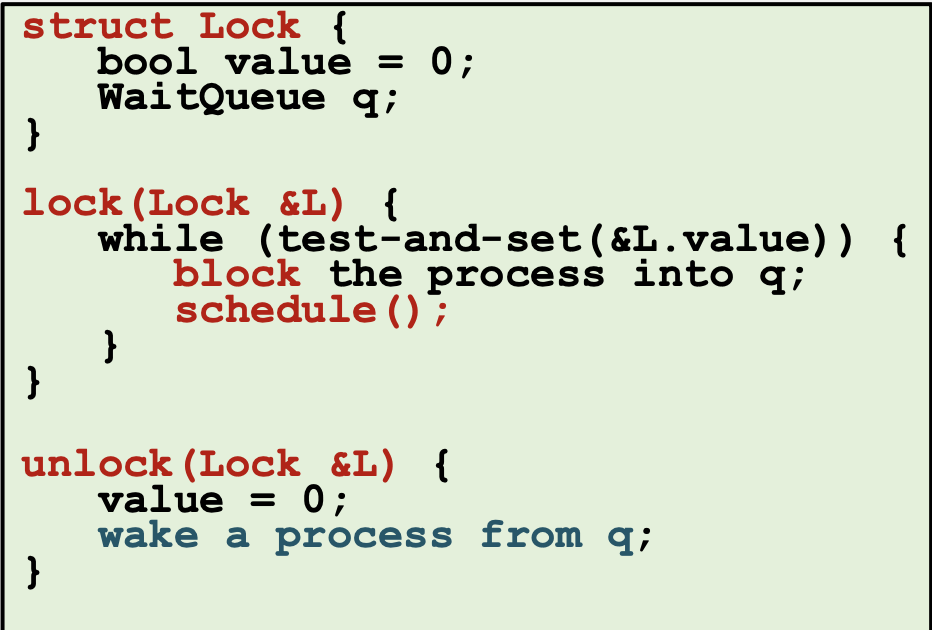 struct Lock {
bool value = 0;
WaitQueue q;
}
lock(Lock &L) {
while (test-and-set(&L.value)) {
block the process into q;
schedule();
}
}
unlock(Lock &L) {
value = 0;
wake a process from q;
}